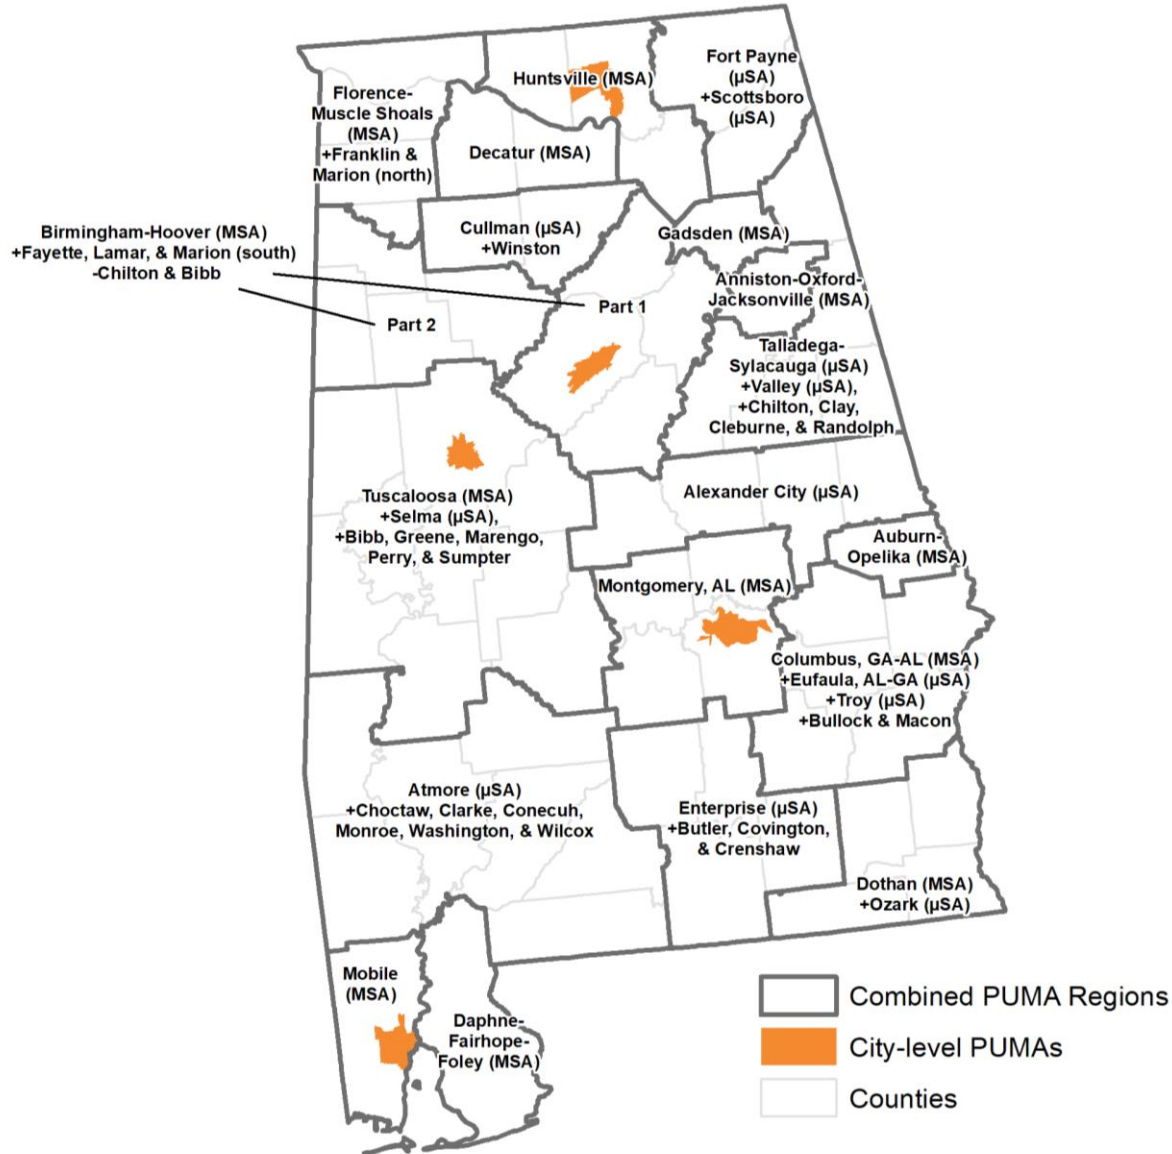 Fort Payne
(µSA)
+Scottsboro
(µSA)
Huntsville (MSA)
Florence-
Muscle Shoals
(MSA)
+Franklin &
Marion (north)
Decatur (MSA)
Birmingham-Hoover (MSA)
+Fayette, Lamar, & Marion (south)
-Chilton & Bibb
Cullman (µSA)
+Winston
Gadsden (MSA)
Anniston-Oxford-
Jacksonville (MSA)
Part 1
Part 2
Talladega-
Sylacauga (µSA)
+Valley (µSA),
+Chilton, Clay,
Cleburne, & Randolph
Tuscaloosa (MSA)
+Selma (µSA),
+Bibb, Greene, Marengo,
Perry, & Sumpter
Alexander City (µSA)
Auburn-
Opelika (MSA)
Montgomery, AL (MSA)
Columbus, GA-AL (MSA)
+Eufaula, AL-GA (µSA)
+Troy (µSA)
+Bullock & Macon
Atmore (µSA)
+Choctaw, Clarke, Conecuh,
Monroe, Washington, & Wilcox
Enterprise (µSA)
+Butler, Covington,
& Crenshaw
Dothan (MSA)
+Ozark (µSA)
Mobile
(MSA)
Daphne-
Fairhope-
Foley (MSA)
Combined PUMA Regions
City-level PUMAs
Counties